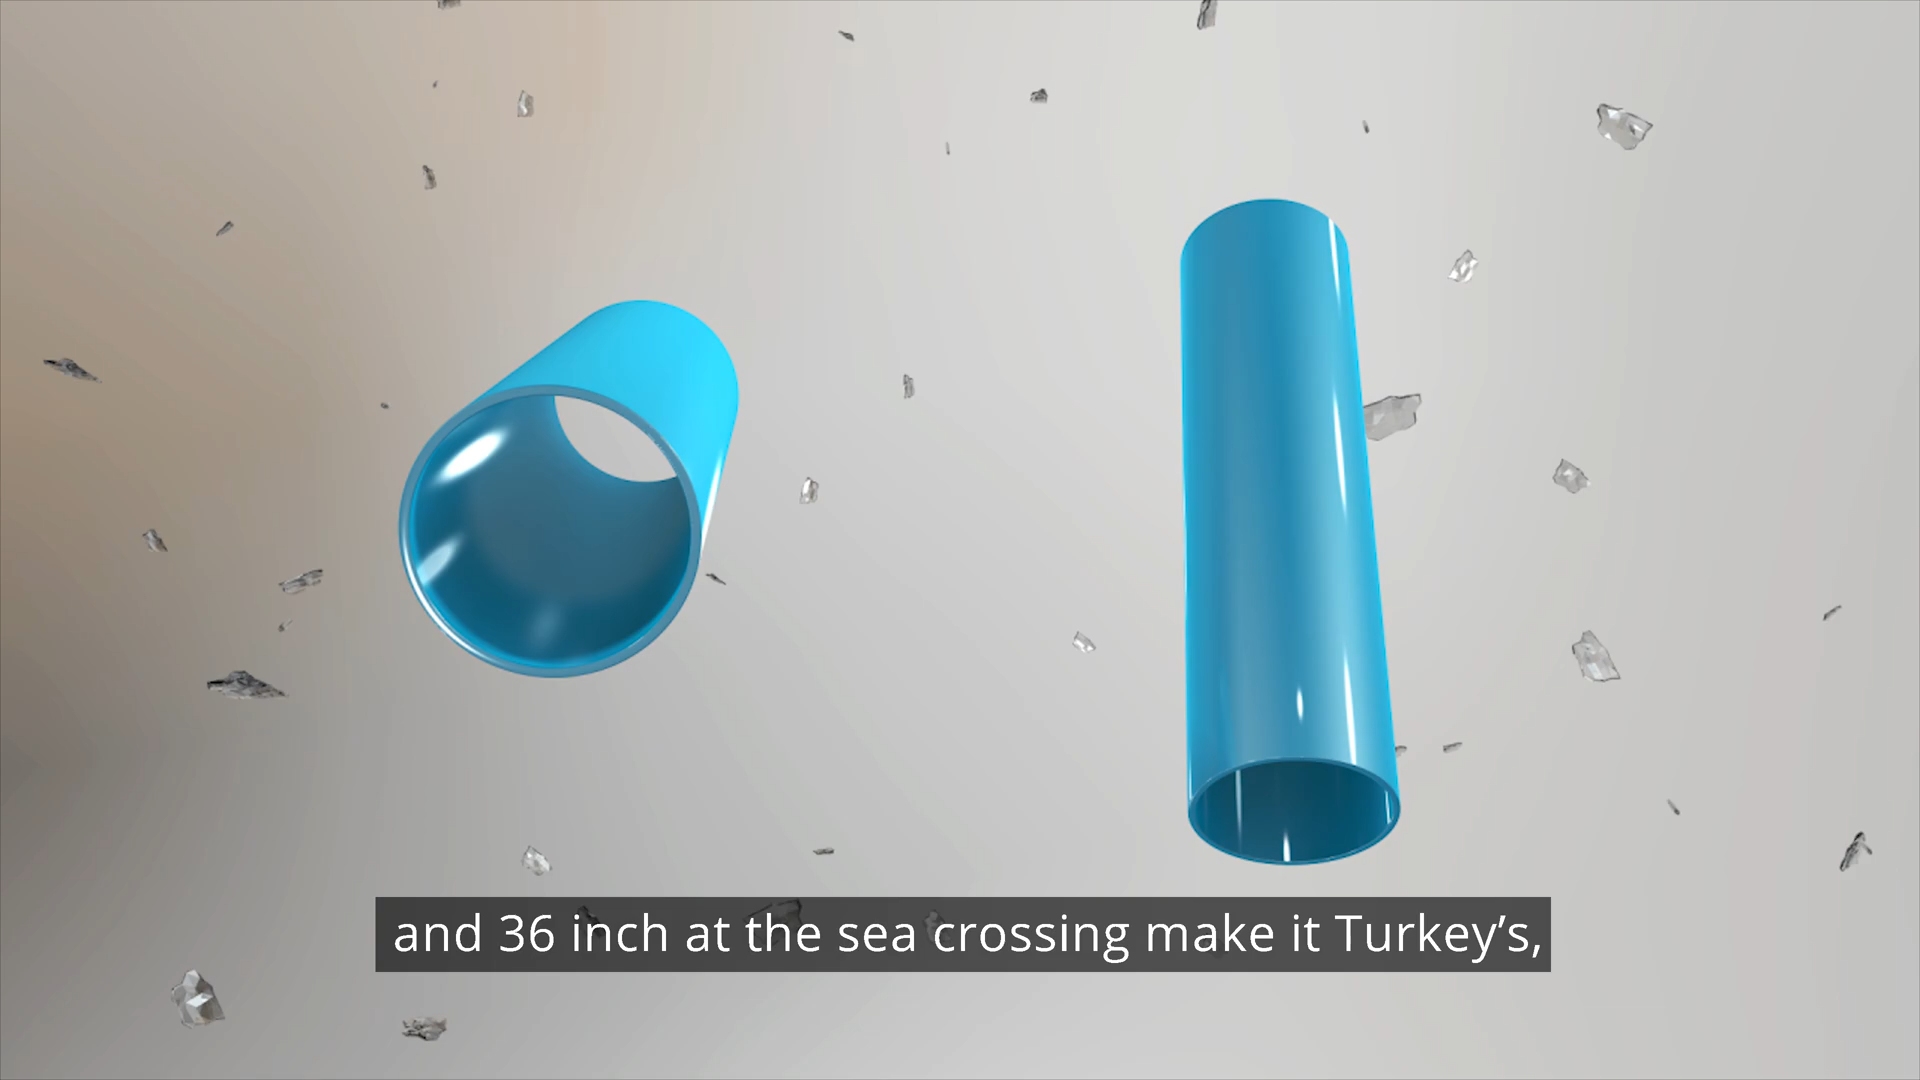 and 36 inch at the sea crossing make it Turkey’s,